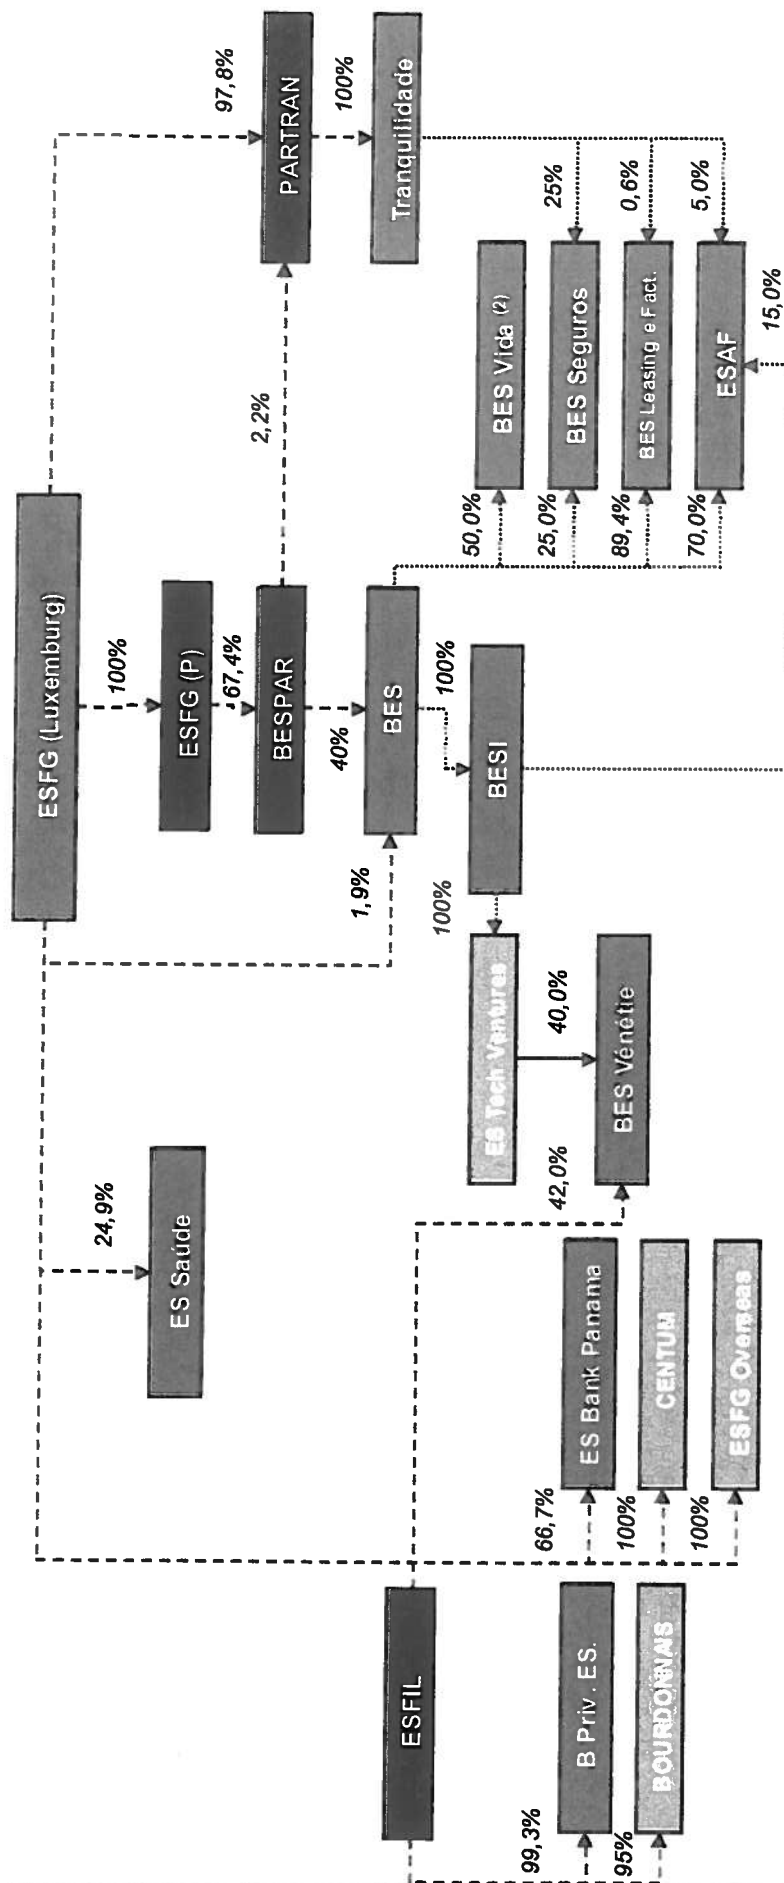 ESFG (Luxemburg)
24,9%
100%
ES Saúde
ESFG (P)
67,4%
97,8%
BESPAR
2,2%
PARTRAN
40%
100%
1,9%
ESFIL
BES
Tranquilidade
100%
100%
50,0%
ES Tech Ventures
BESI
BES Vida (2)
99,3%
66,7%
42,0%
40,0%
25,0%
25%
B Priv. ES.
ES Bank Panama
BES Vénétie
BES Seguros
95%
100%
89,4%
0,6%
BOURDONNAIS
CENTUM
BES Leasing e Fact.
100%
70,0%
5,0%
ESFG Overseas
ESAF
15,0%